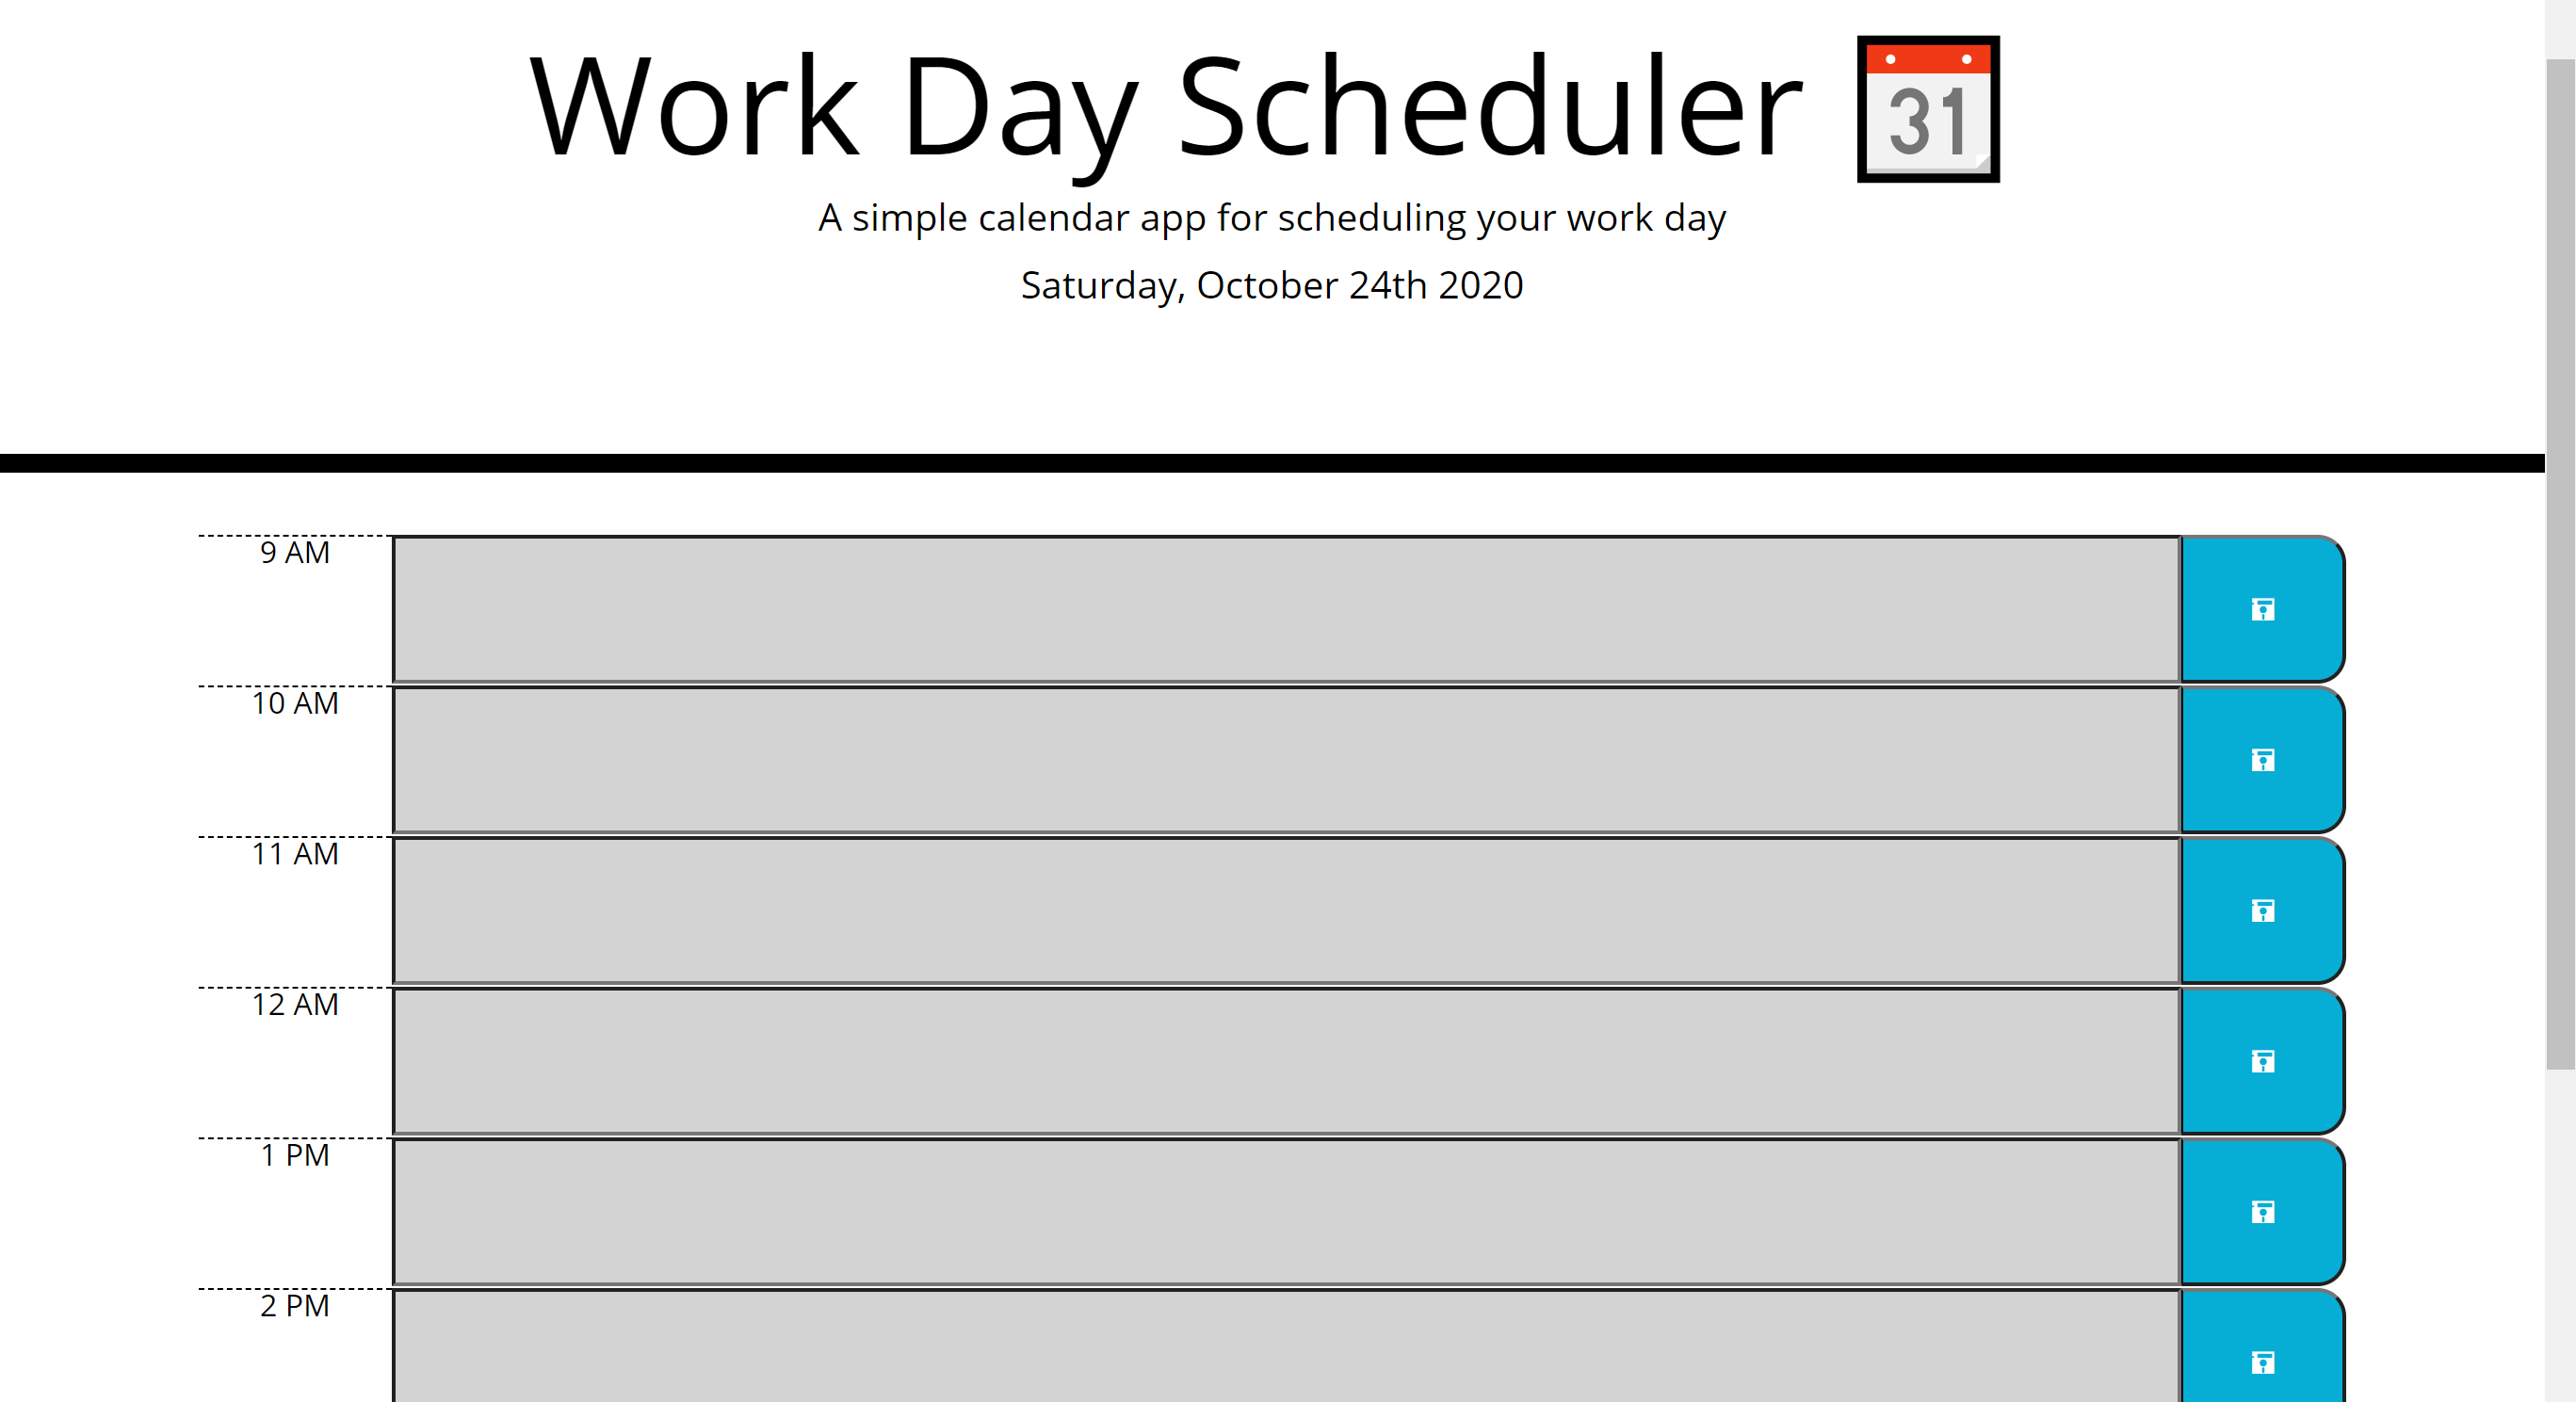 Work Day Scheduler 31
A simple calendar app for scheduling your work day
Saturday, October 24th 2020
9 AM
10 AM
11 AM
12 AM
1 PM
2 PM